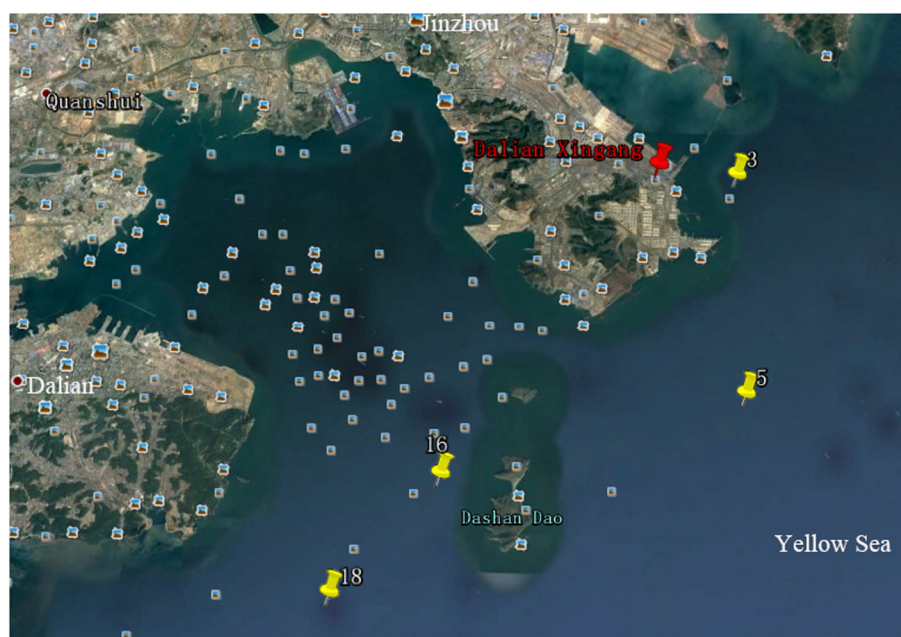 Jinzhou
Quanshui
Dalian Xingang
3
Dalian
5
16
Dashan Dao
Yellow Sea
18